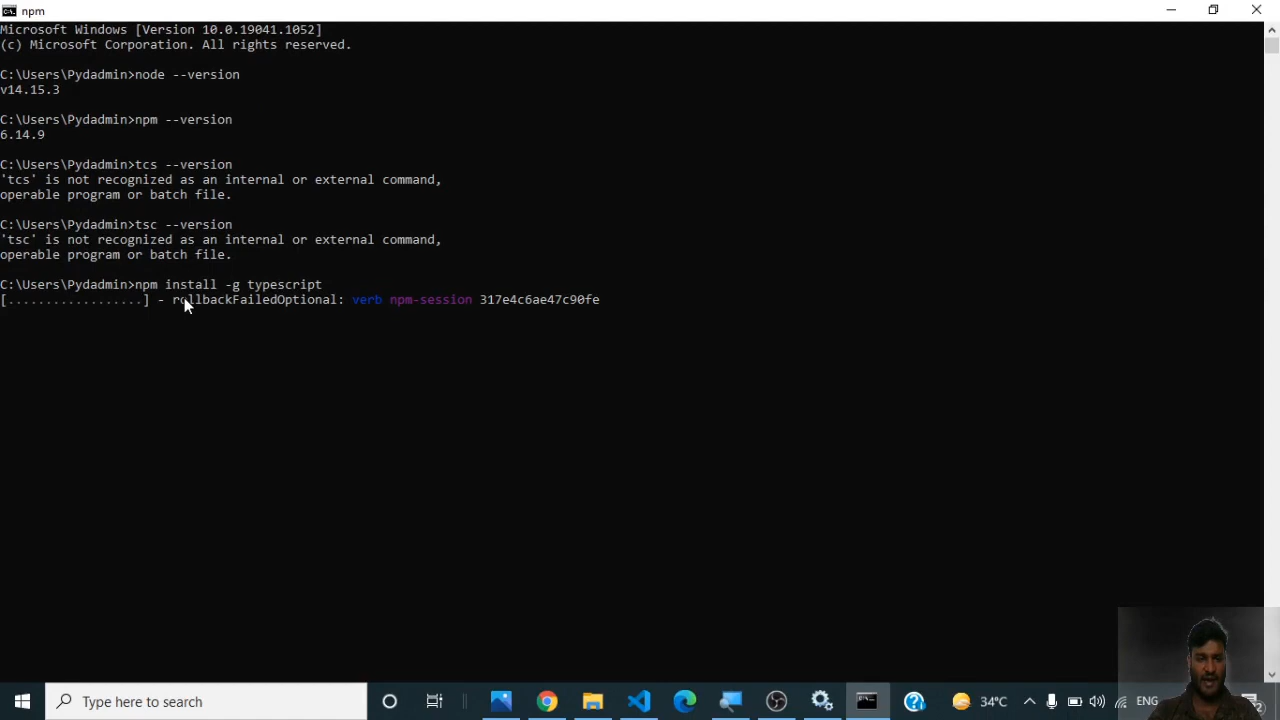 npm
Microsoft Windows [Version 10.0.19041.1052]
(c) Microsoft Corporation. All rights reserved.
C:\Users\Pydadmin>node --version
v14.15.3
C:\Users\Pydadmin>npm --version
6.14.9
C:\Users\Pydadmin>tcs --version
'tcs' is not recognized as an internal or external command,
operable program or batch file.
C:\Users\Pydadmin>tsc --version
'tsc' is not recognized as an internal or external command,
operable program or batch file.
C:\Users\Pydadmin>npm install -g typescript
[..................] - rollbackFailedOptional: verb npm-session 317e4c6ae47c90fe
Type here to search
34°C
ENG